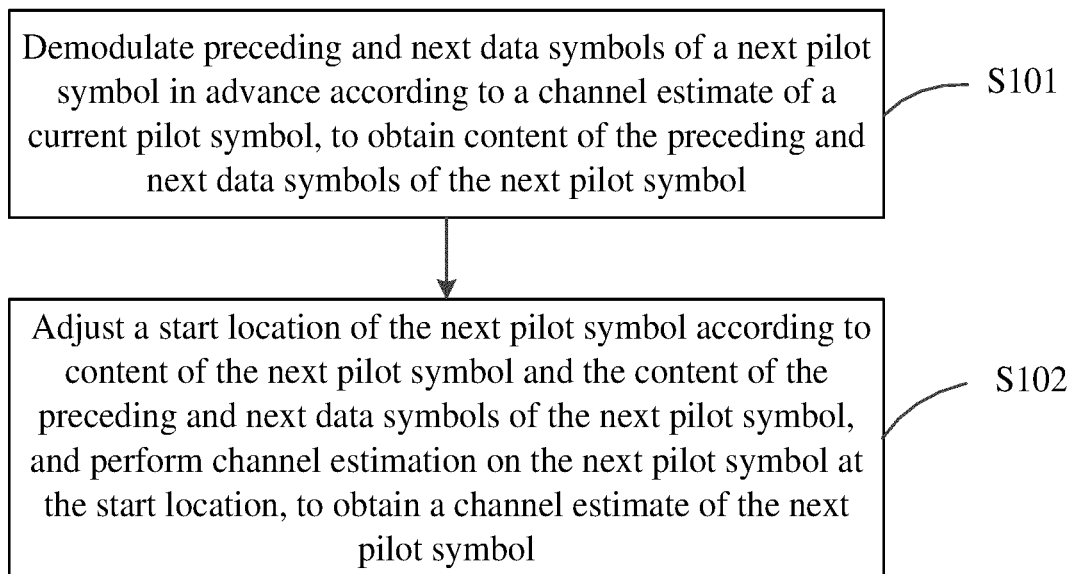 Demodulate preceding and next data symbols of a next pilot
symbol in advance according to a channel estimate of a
current pilot symbol, to obtain content of the preceding and
next data symbols of the next pilot symbol
S101
Adjust a start location of the next pilot symbol according to
content of the next pilot symbol and the content of the
preceding and next data symbols of the next pilot symbol,
and perform channel estimation on the next pilot symbol at
the start location, to obtain a channel estimate of the next
pilot symbol
S102